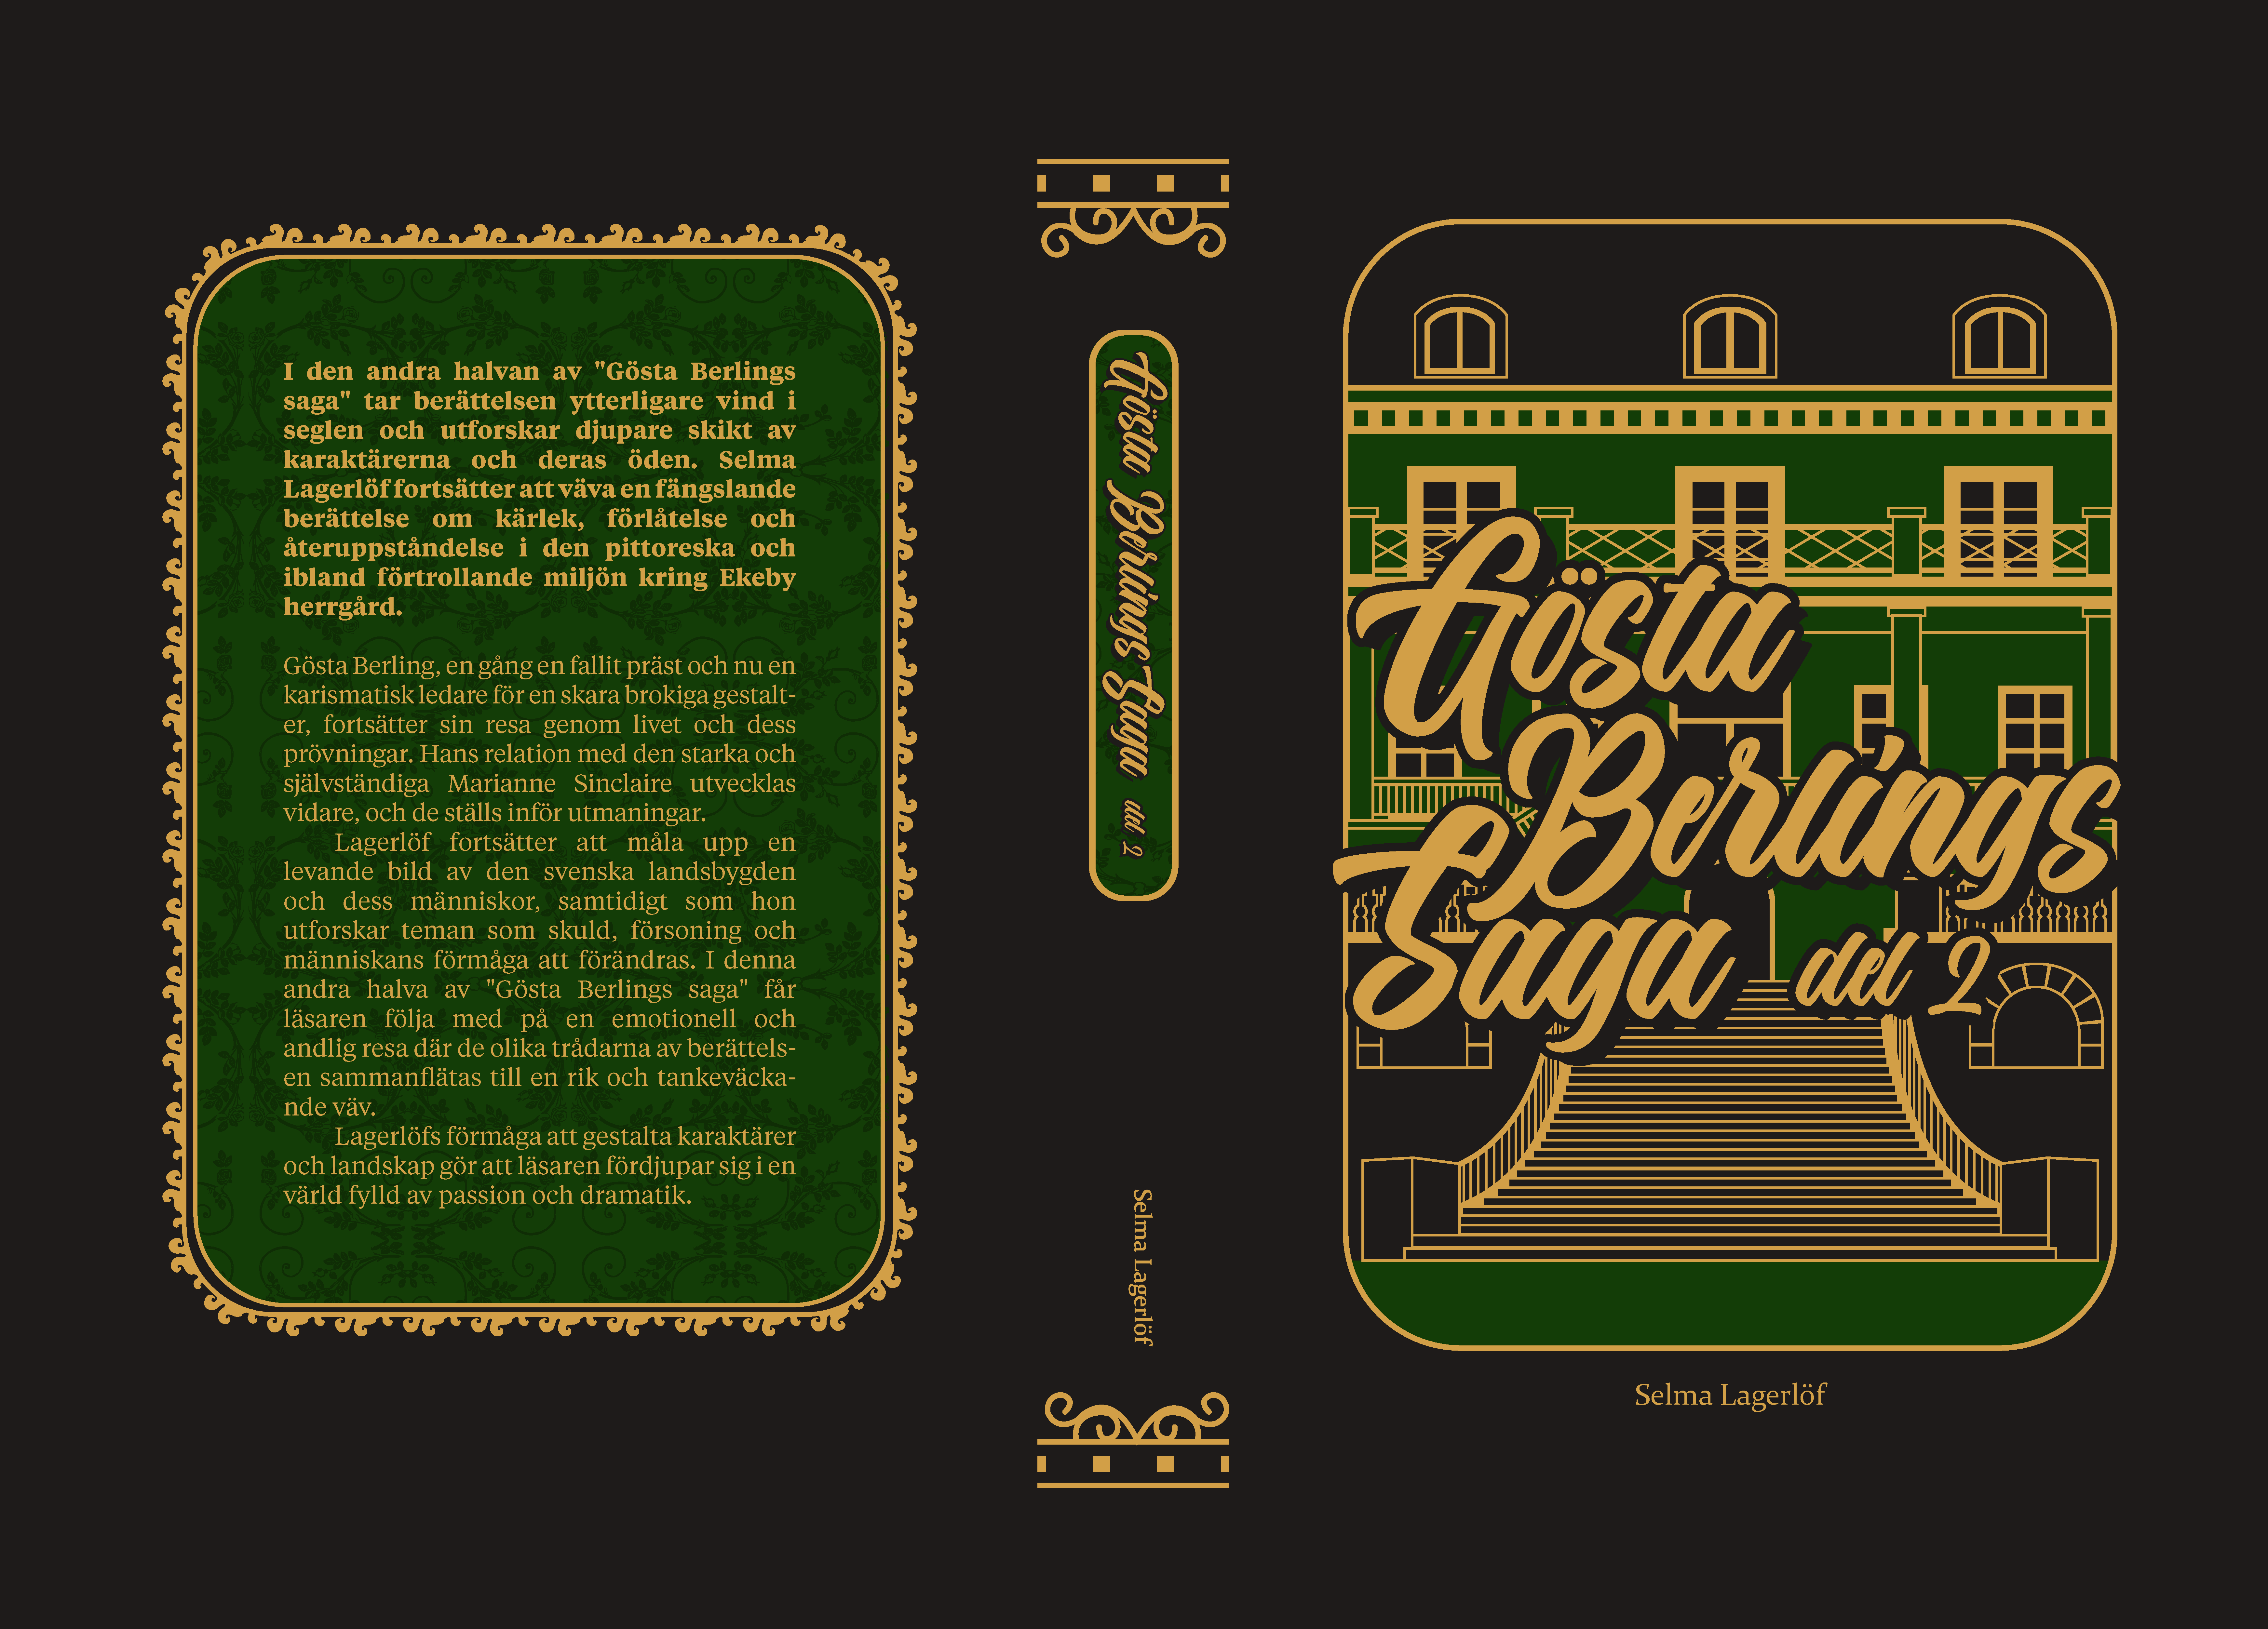 I den andra halvan av "Gösta Berlings
saga" tar berättelsen ytterligare vind i
seglen och utforskar djupare skikt av
karaktärerna och deras öden. Selma
Lagerlöf fortsätter att väva en fängslande
berättelse om kärlek, förlåtelse och
återuppståndelse i den pittoreska och
ibland förtrollande miljön kring Ekeby
herrgård.
Gösta Berling, en gång en fallit präst och nu en
karismatisk ledare för en skara brokiga gestalt-
er, fortsätter sin resa genom livet och dess
prövningar. Hans relation med den starka och
självständiga Marianne Sinclaire utvecklas
vidare, och de ställs inför utmaningar.
Lagerlöf fortsätter att måla upp en
levande bild av den svenska landsbygden
och dess människor, samtidigt som hon
utforskar teman som skuld, försoning och
människans förmåga att förändras. I denna
andra halva av "Gösta Berlings saga" får
läsaren följa med på en emotionell och
andlig resa där de olika trådarna av berättels-
en sammanflätas till en rik och tankeväcka-
nde väv.
Lagerlöfs förmåga att gestalta karaktärer
och landskap gör att läsaren fördjupar sig i en
värld fylld av passion och dramatik.
Gösta Berlings Saga del 2
Selma Lagerlöf
Gösta
Berlings
Saga del 2
Selma Lagerlöf